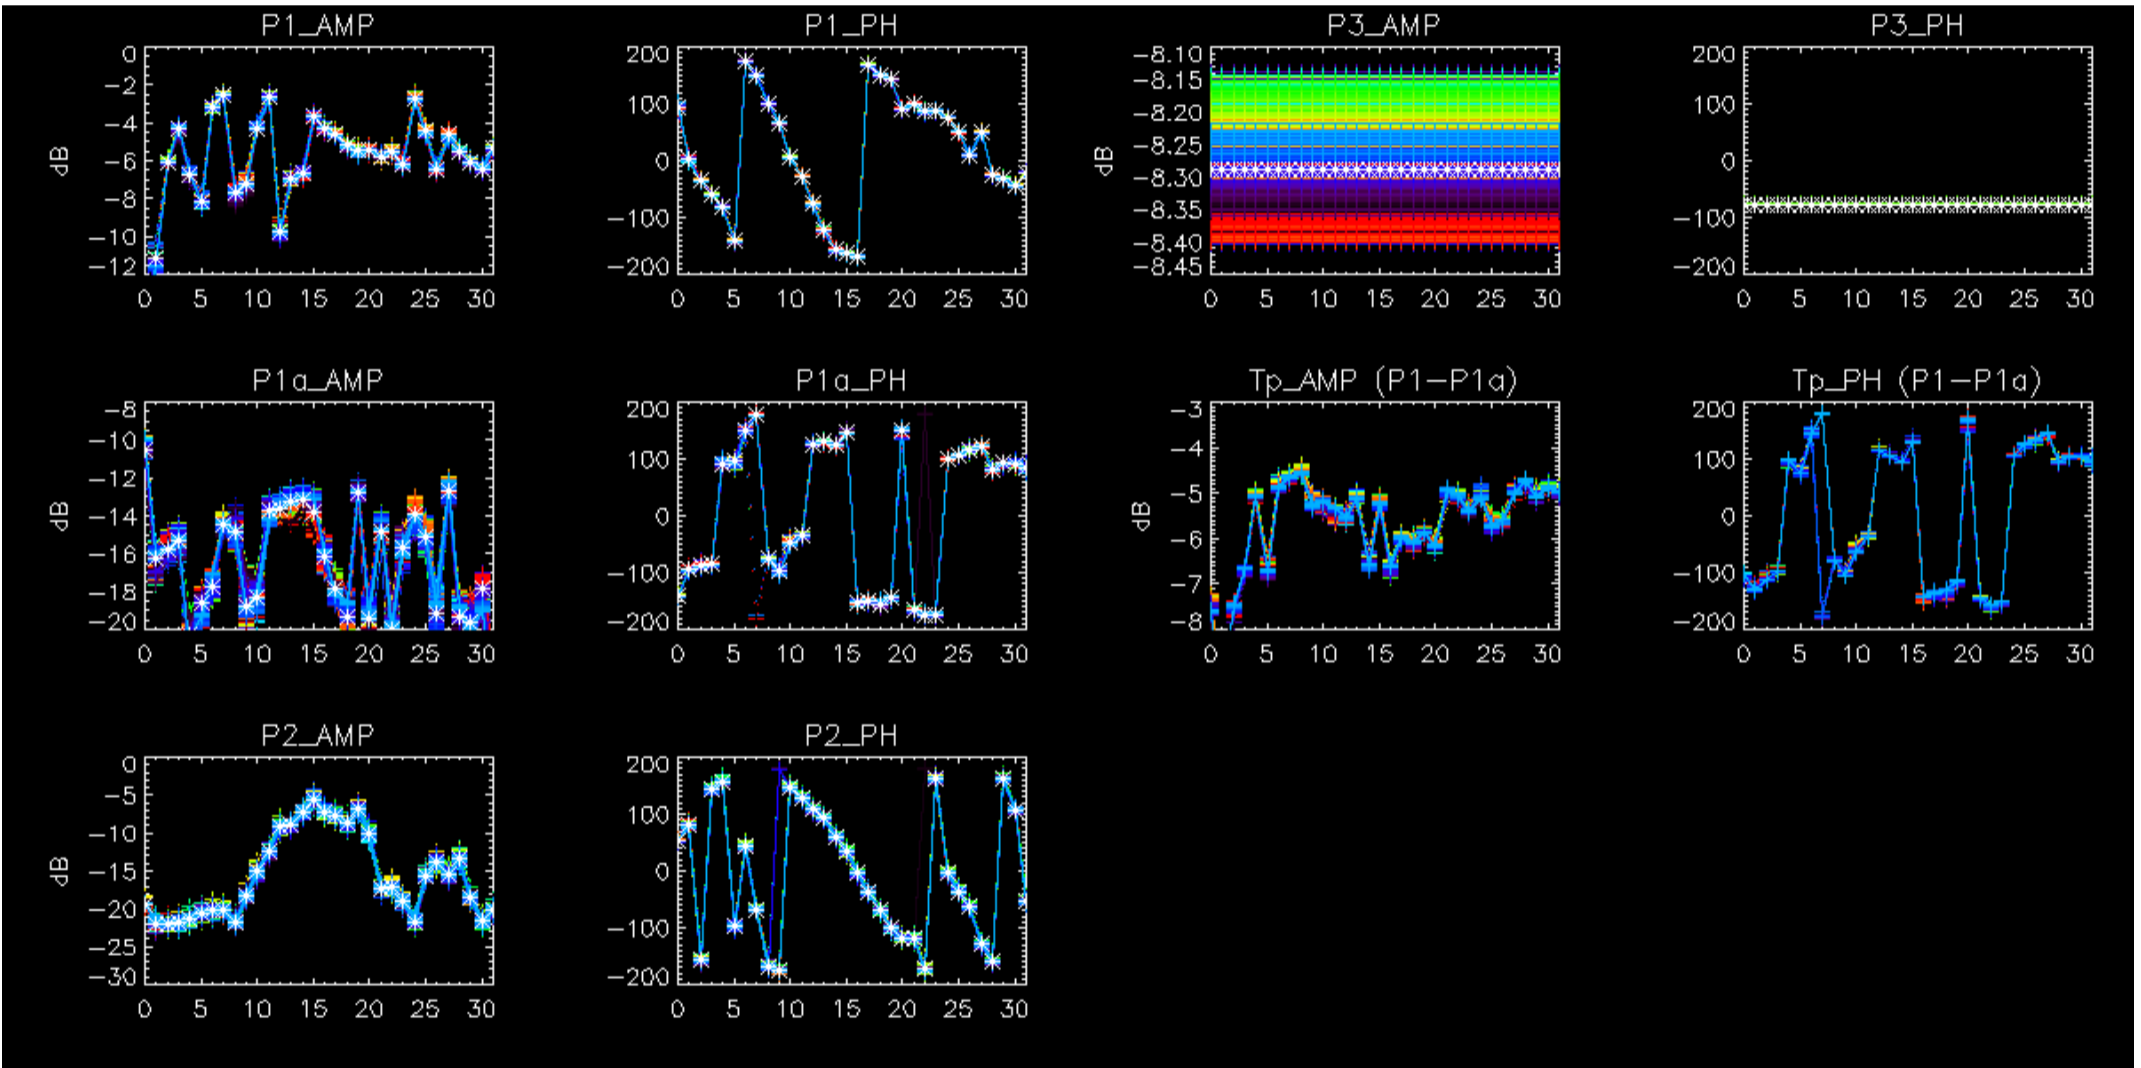 P1_AMP P1_PH P3_AMP P3_PH
0 200 -8.10 200
-2 -8.15
100 100
-4 -8.20
dB -6 0 dB -8.25 0
-8.30
-8 -100 -8.35 -100
-10 -8.40
-12 -200 -8.45 -200
0 5 10 15 20 25 30 0 5 10 15 20 25 30 0 5 10 15 20 25 30 0 5 10 15 20 25 30
P1a_AMP P1a_PH Tp_AMP (P1-P1a) Tp_PH (P1-P1a)
-8 200 -3 200
-10 100 -4 100
-12
dB -14 0 dB -5 0
-16 -6
-18 -100 -7 -100
-20 -200 -8 -200
0 5 10 15 20 25 30 0 5 10 15 20 25 30 0 5 10 15 20 25 30 0 5 10 15 20 25 30
P2_AMP P2_PH
0 200
-5 100
-10
dB -15 0
-20 -100
-25
-30 -200
0 5 10 15 20 25 30 0 5 10 15 20 25 30